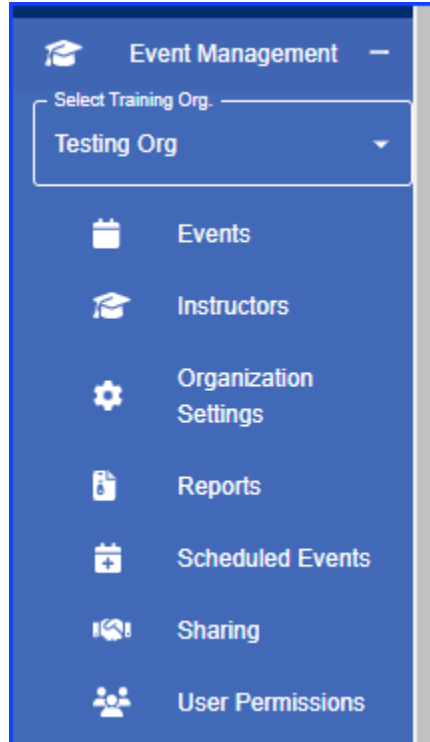 Event Management
Select Training Org.
Testing Org
Events
Instructors
Organization
Settings
Reports
Scheduled Events
Sharing
User Permissions